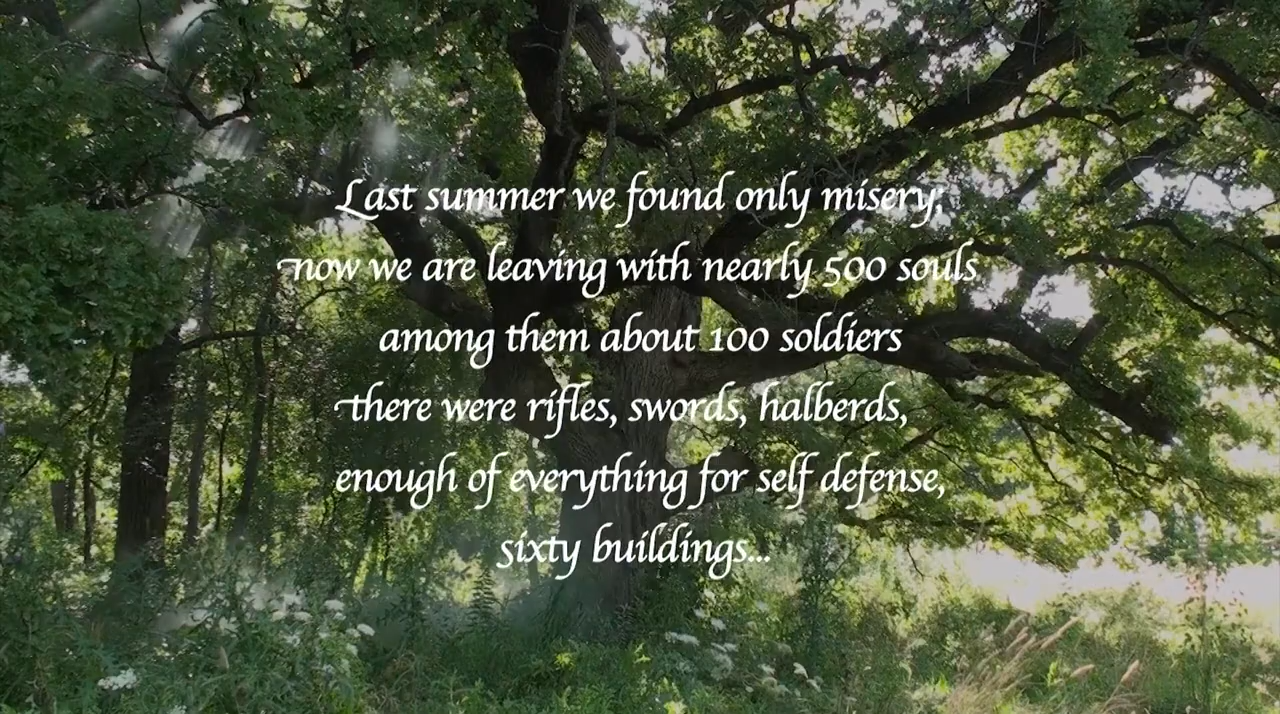 Last summer we found only misery;
now we are leaving with nearly 500 souls
among them about 100 soldiers
there were rifles, swords, halberds,
enough of everything for self defense,
sixty buildings...